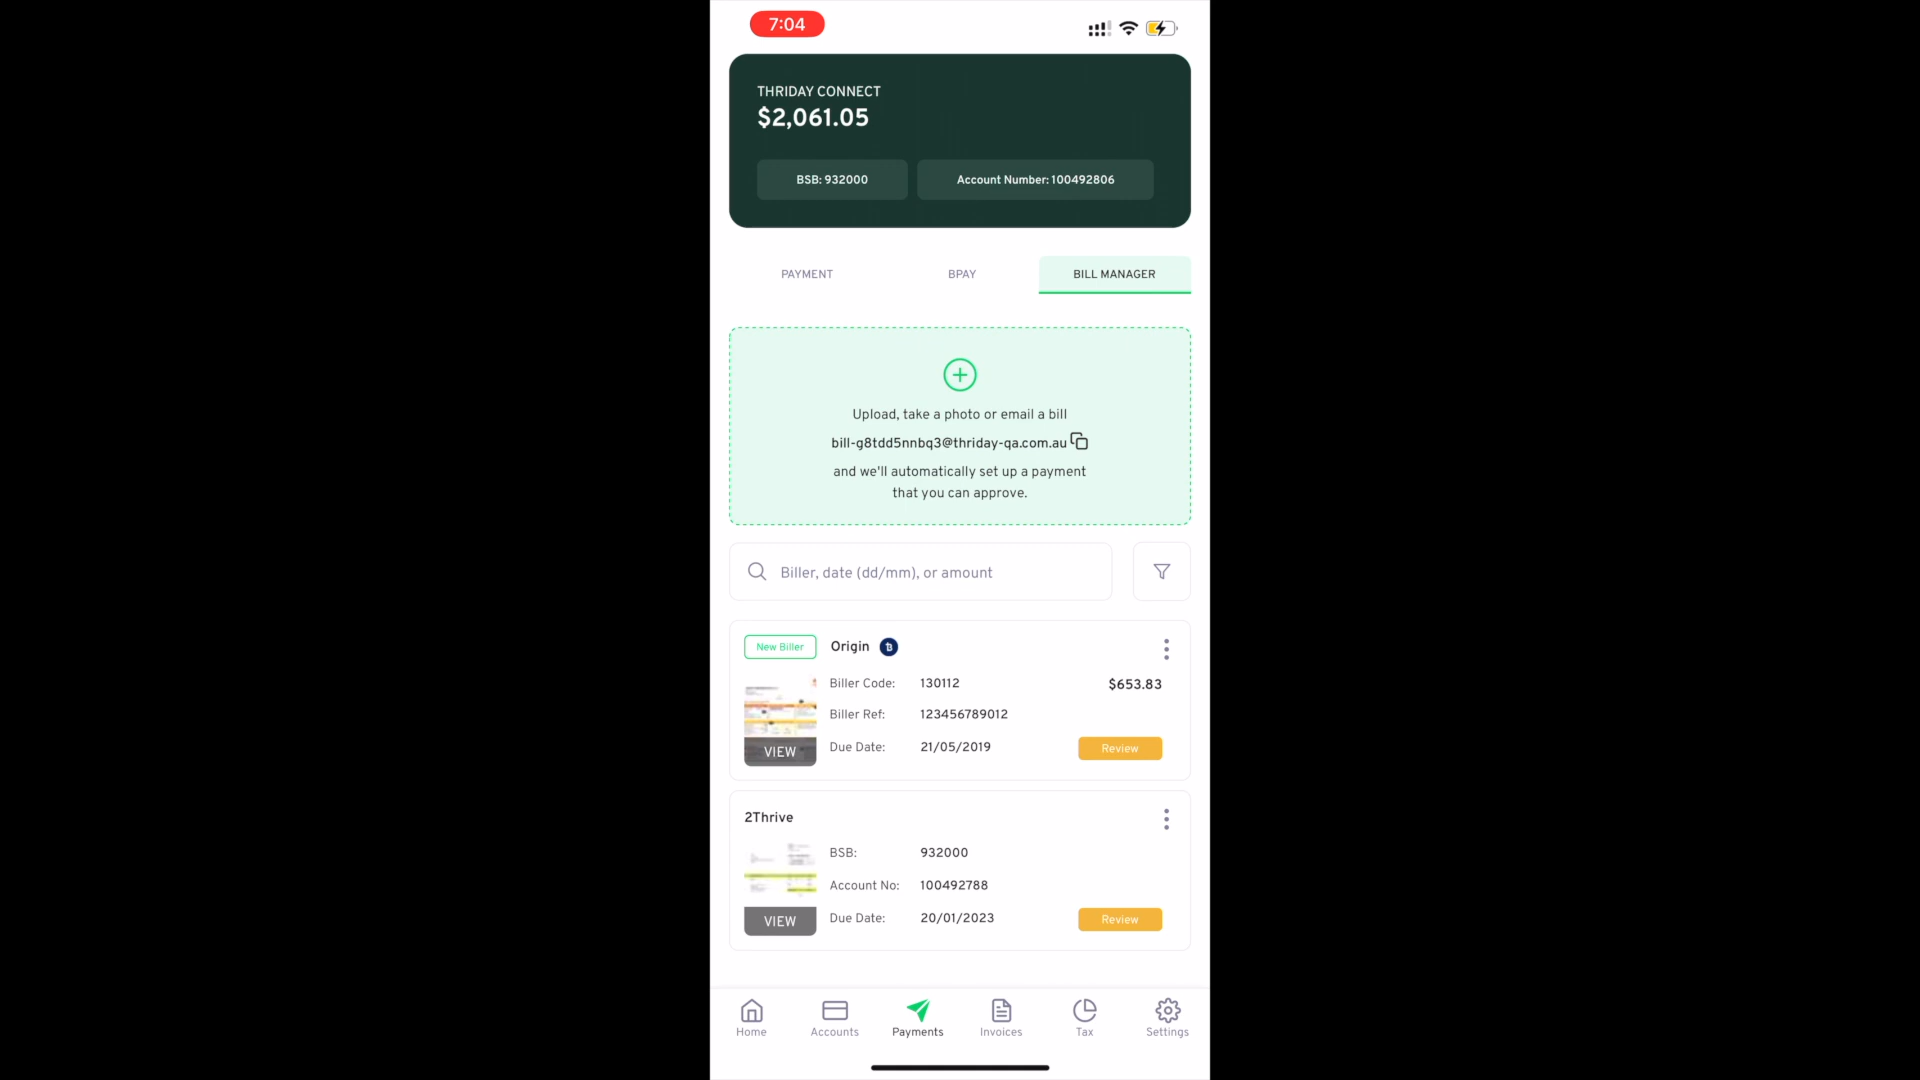 7:04
THRIDAY CONNECT
$2,061.05
BSB: 932000
Account Number: 100492806
PAYMENT
BPAY
BILL MANAGER
Upload, take a photo or email a bill
bill-g8tdd5nnbq3@thriday-qa.com.au
and we'll automatically set up a payment
that you can approve.
Biller, date (dd/mm), or amount
New Biller
Origin
Biller Code: 130112
$653.83
Biller Ref: 123456789012
Due Date: 21/05/2019
Review
VIEW
2Thrive
BSB: 932000
Account No: 100492788
Due Date: 20/01/2023
Review
VIEW
Home
Accounts
Payments
Invoices
Tax
Settings